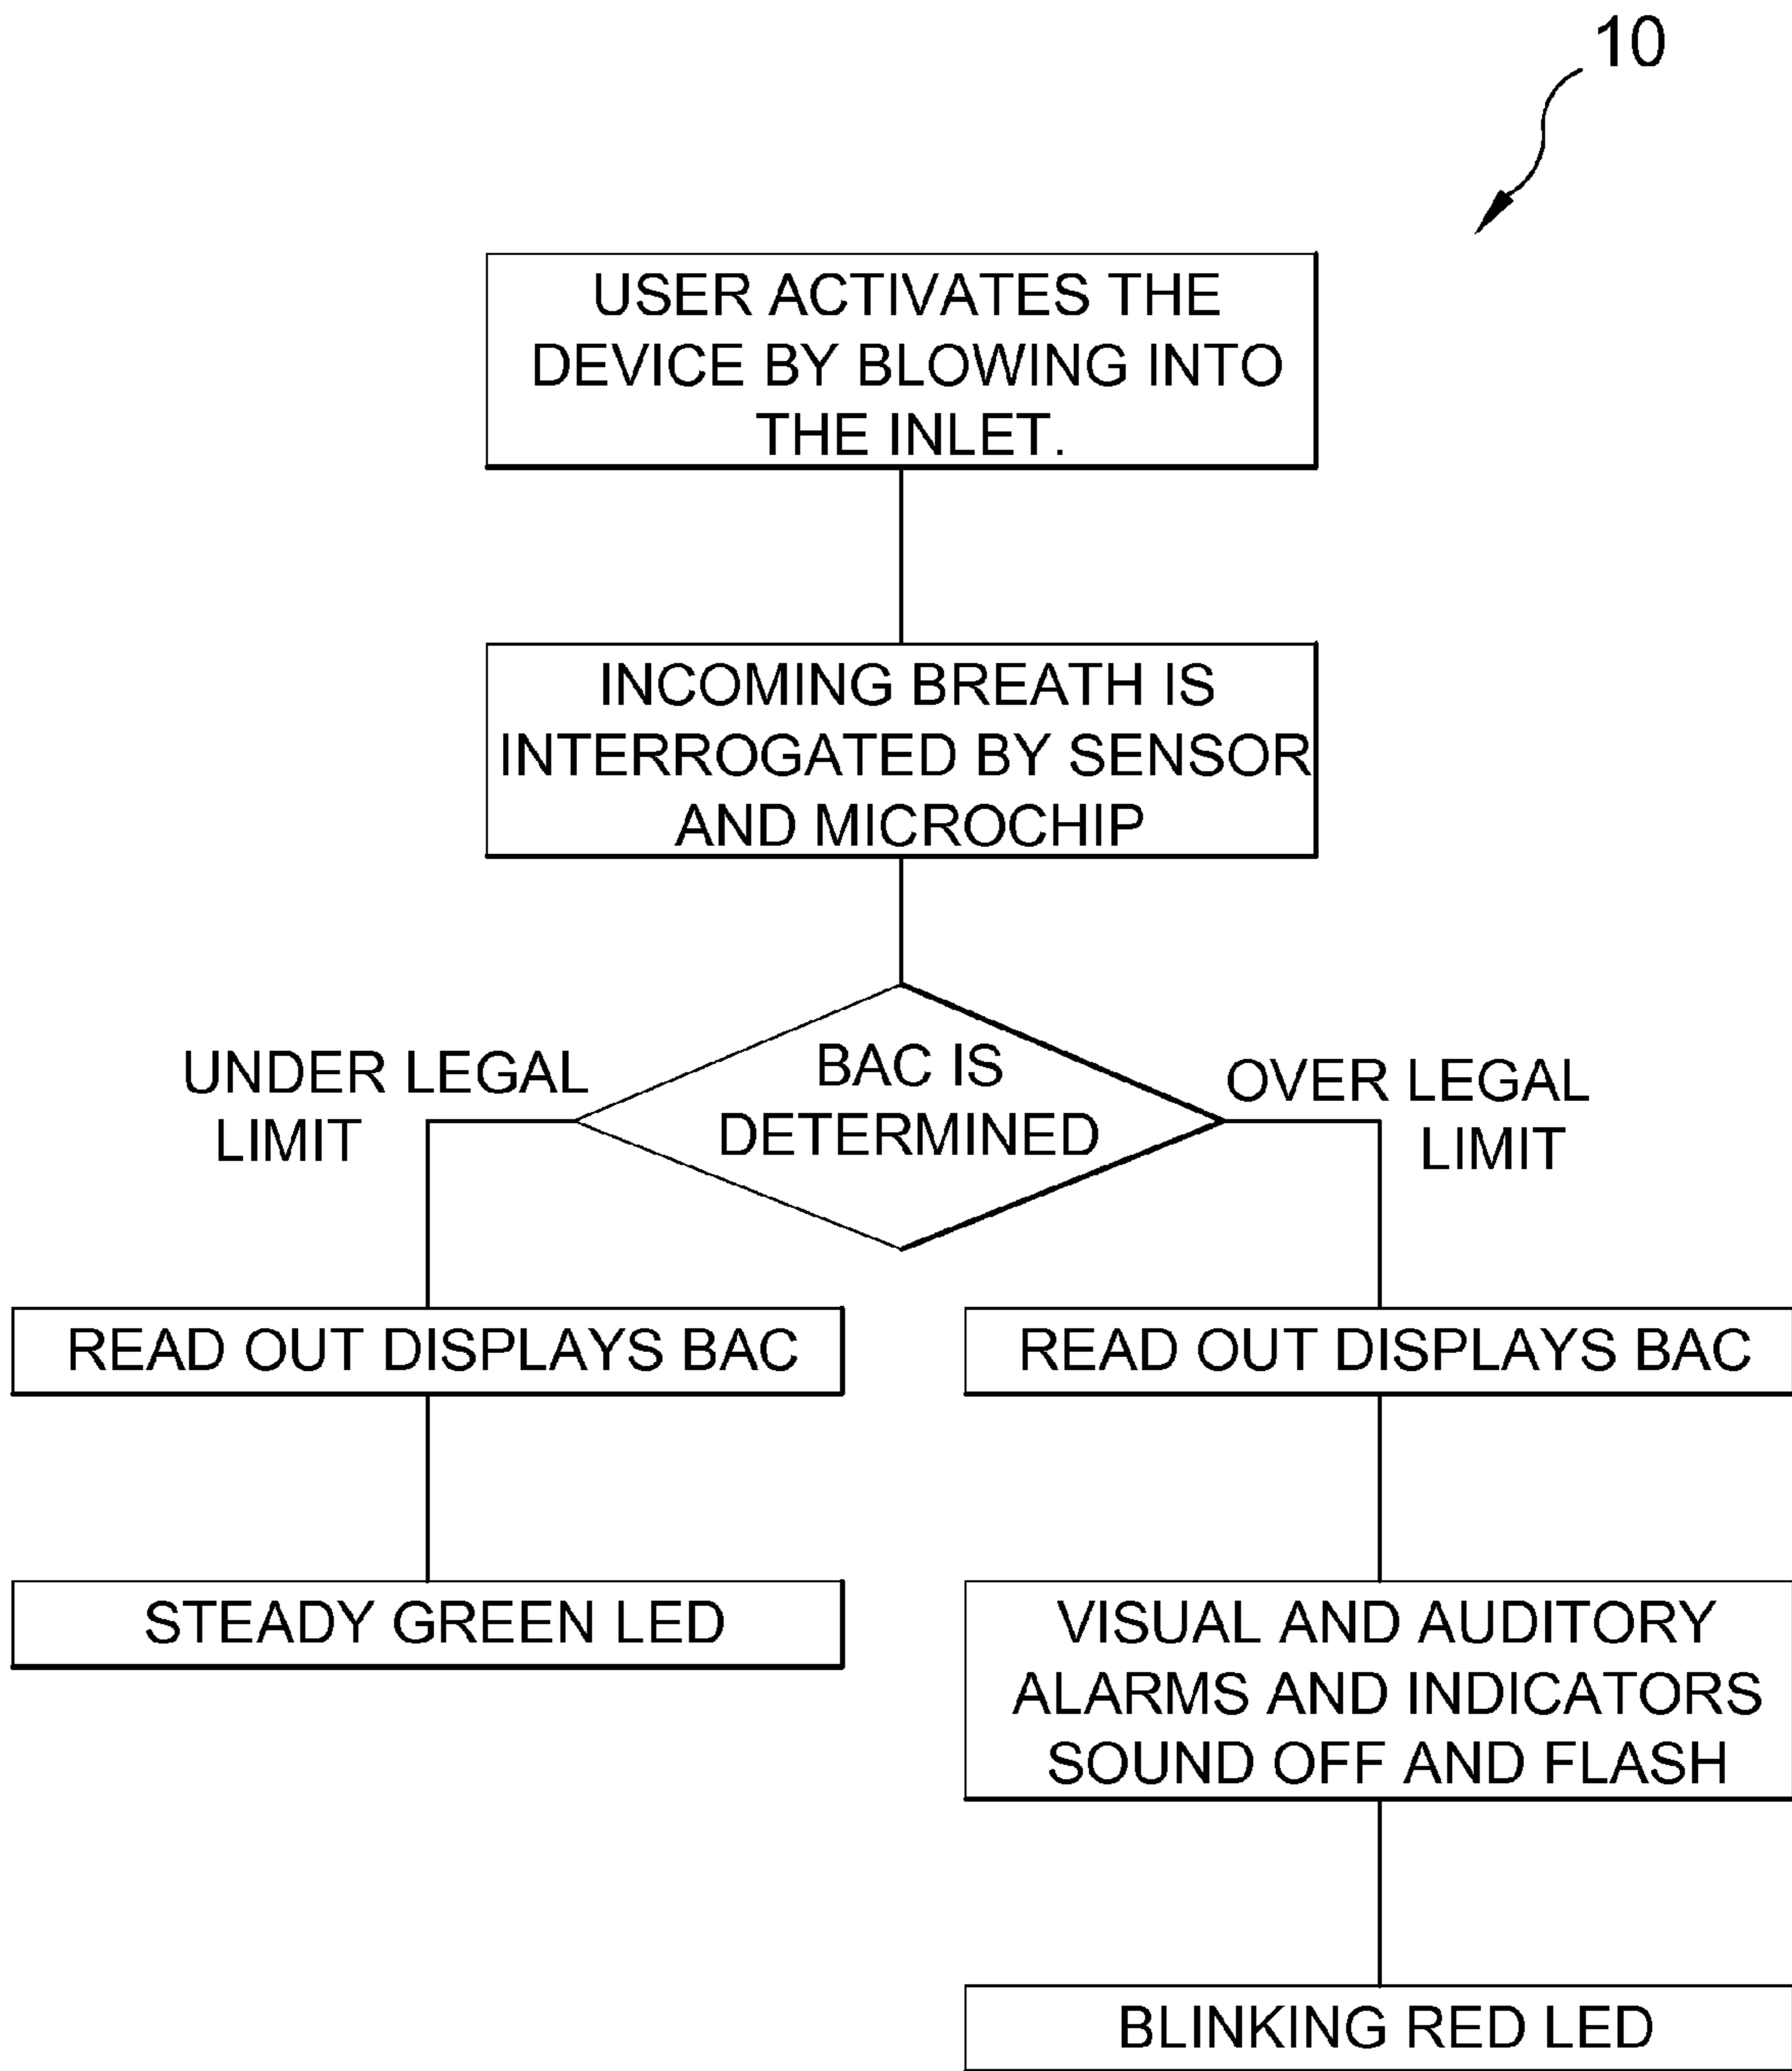 10
USER ACTIVATES THE
DEVICE BY BLOWING INTO
THE INLET.
INCOMING BREATH IS
INTERROGATED BY SENSOR
AND MICROCHIP
UNDER LEGAL
LIMIT
BAC IS
DETERMINED
OVER LEGAL
LIMIT
READ OUT DISPLAYS BAC
READ OUT DISPLAYS BAC
STEADY GREEN LED
VISUAL AND AUDITORY
ALARMS AND INDICATORS
SOUND OFF AND FLASH
BLINKING RED LED